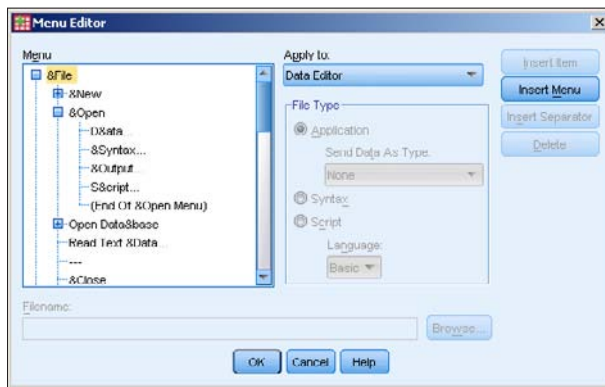 Menu Editor
Menu
&File
&New
&Open
D&ata...
&Syntax...
&Output...
S&cript...
(End Of &Open Menu)
Open Data&base
Read Text &Data...
---
&Close
Apply to:
Data Editor
File Type
Application
Send Data As Type:
None
Syntax
Script
Language:
Basic
Insert Item
Insert Menu
Insert Separator
Delete
Filename:
Browse...
OK
Cancel
Help